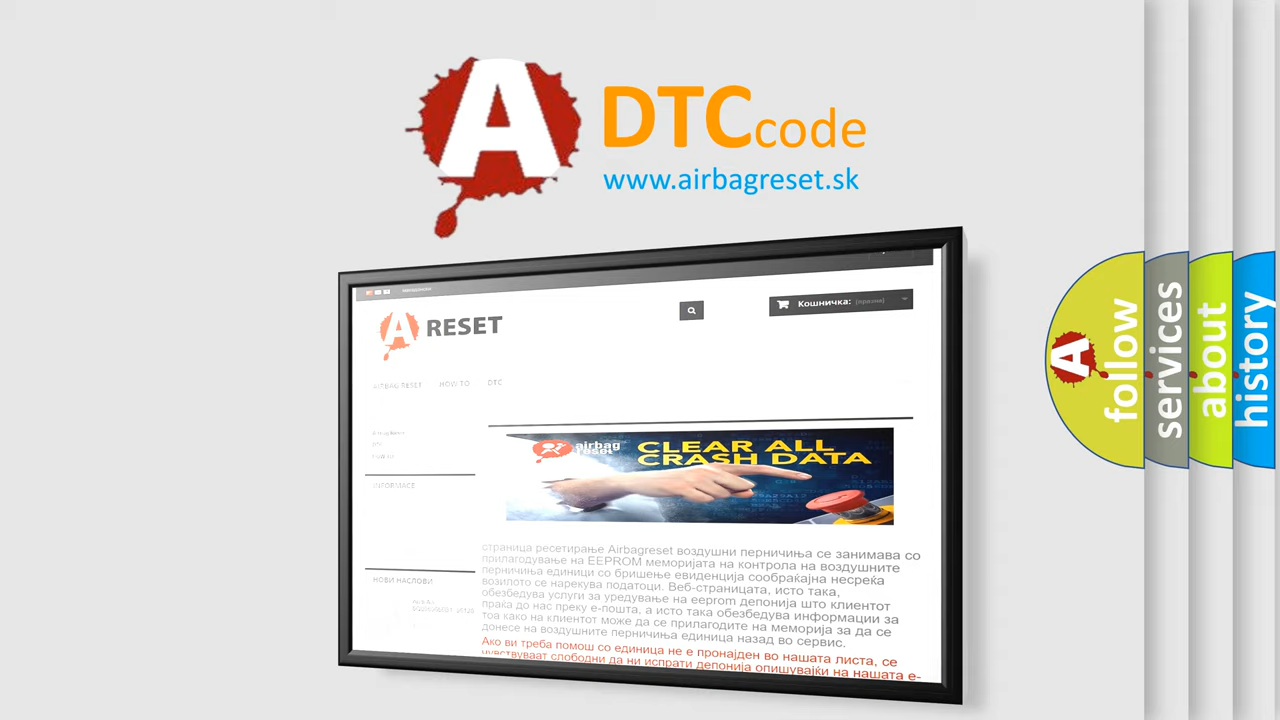 A
DTCcode
www.airbagreset.sk
Кошничка: (празни)
A RESET
AIRBAG RESET HOW TO DTC
airbag
reset
CLEAR ALL
CRASH DATA
INFORMACE
страница ресетирање Airbagreset воздушни перничиња се занимава со
прилагодување на EEPROM меморијата на контрола на воздушните
перничиња единици со бришење евиденција сообраќајна несреќа
возилото се нарекува податоци. Веб-страницата, исто така,
обезбедува услуги за уредување на eeprom депонија што клиентот
праќа до нас преку е-пошта, а исто така обезбедува информации за
тоа како на клиентот може да се прилагодите на меморија за да се
донесе на воздушните перничиња единица назад во сервис.
Ако ви треба помош со единица не е пронајден во нашата листа, се
чувствуваат слободни да ни испрати депонија опишувајќи на нашата е-
НОВИ НАСЛОВИ
A
follow
services
about
history